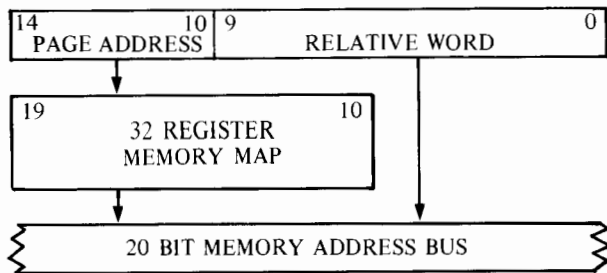 14 10 9 0
PAGE ADDRESS RELATIVE WORD
19 10
32 REGISTER
MEMORY MAP
20 BIT MEMORY ADDRESS BUS